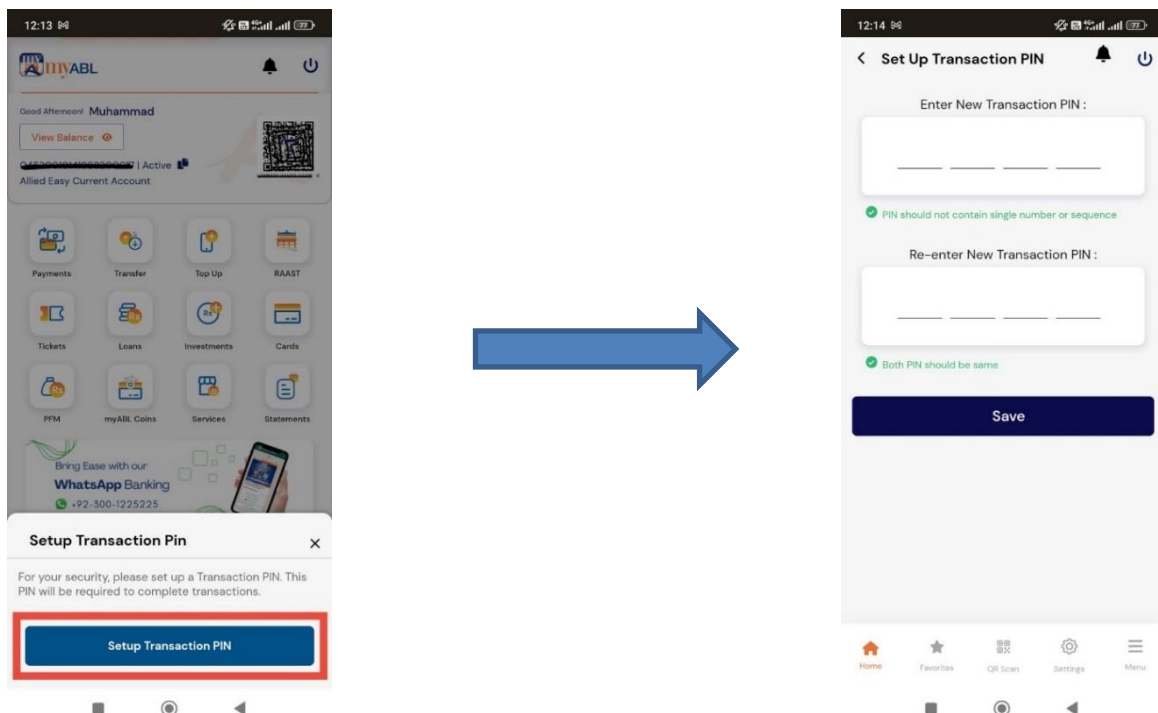 12:13
77
myABL
Good Afternoon! Muhammad
View Balance
| Active
Allied Easy Current Account
Payments Transfer Top Up RAAST
Tickets Loans Investments Cards
PFM myABL Coins Services Statements
Bring Ease with our
WhatsApp Banking
+92-300-1225225
Setup Transaction Pin
For your security, please set up a Transaction PIN. This
PIN will be required to complete transactions.
Setup Transaction PIN
12:14
77
Set Up Transaction PIN
Enter New Transaction PIN :
PIN should not contain single number or sequence
Re-enter New Transaction PIN :
Both PIN should be same
Save
Home Favorites QR Scan Settings Menu